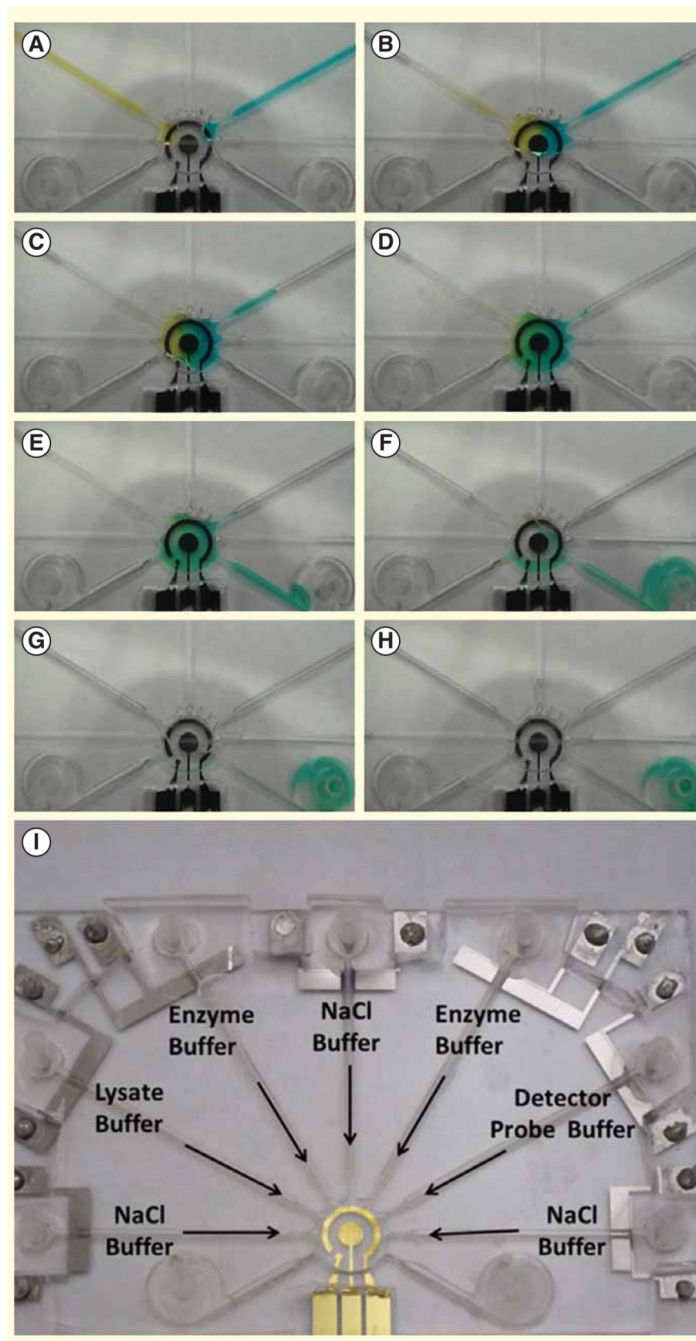 A
B
C
D
E
F
G
H
I
Enzyme
Buffer
NaCl
Buffer
Enzyme
Buffer
Lysate
Buffer
Detector
Probe Buffer
NaCl
Buffer
NaCl
Buffer